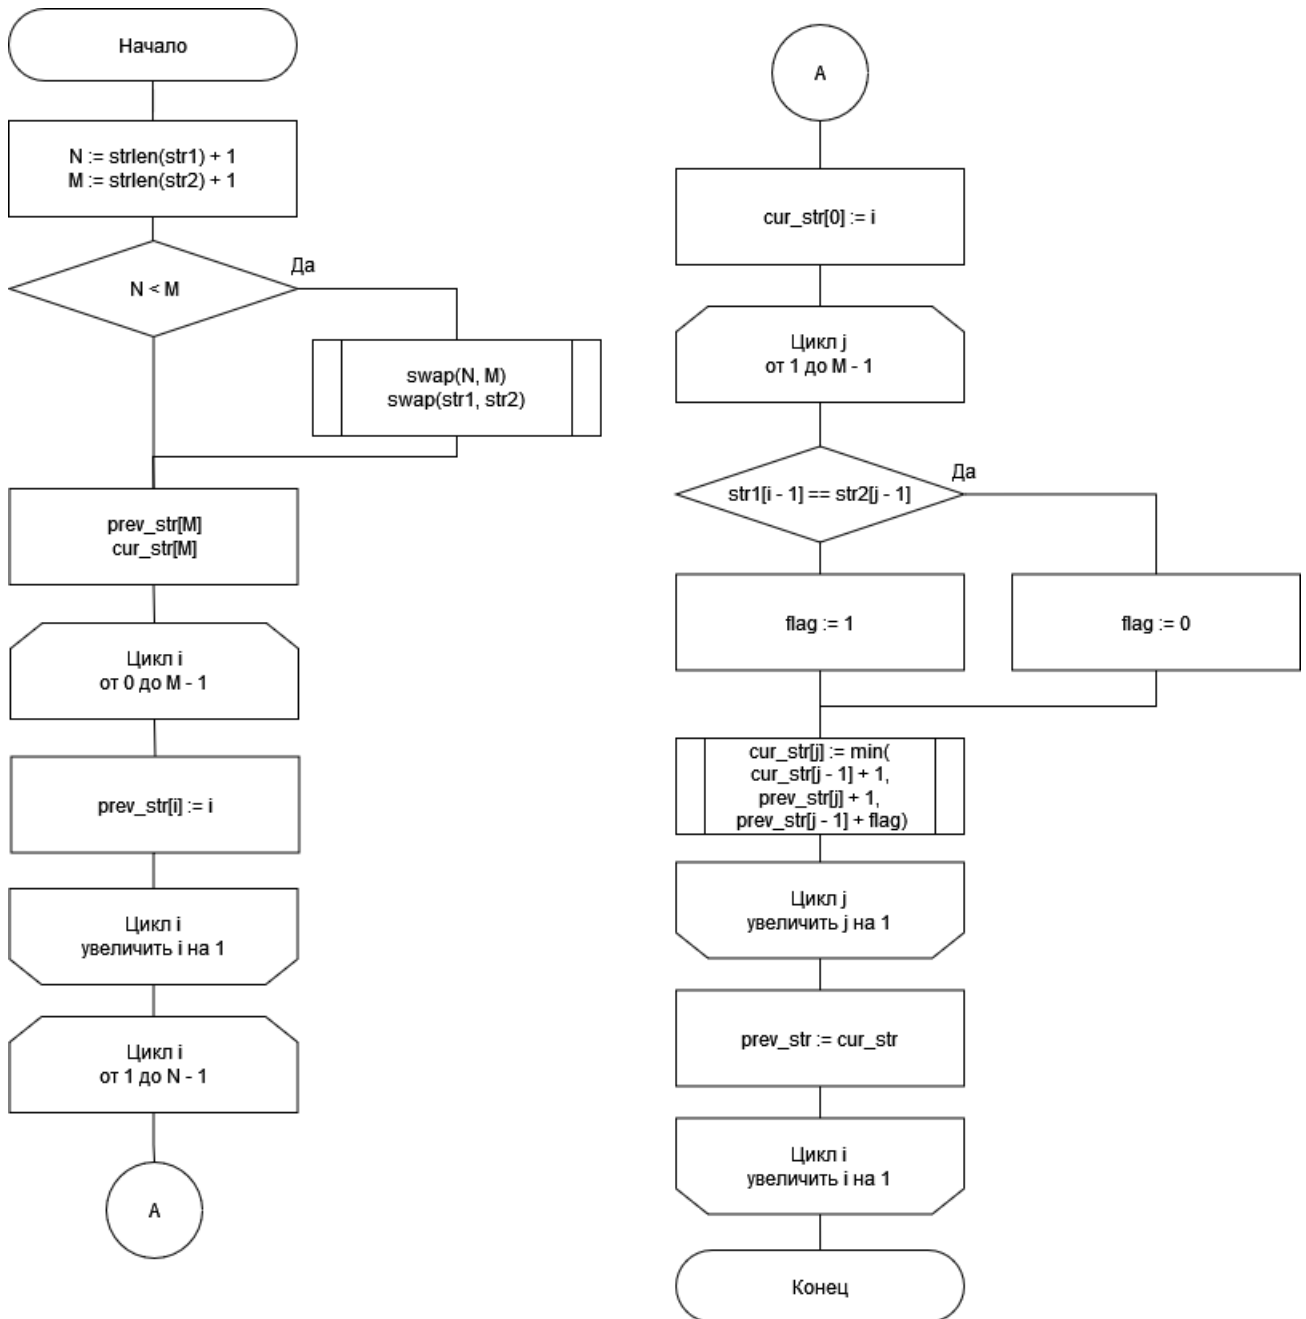 Начало
N := strlen(str1) + 1
M := strlen(str2) + 1
N < M
Да
swap(N, M)
swap(str1, str2)
prev_str[M]
cur_str[M]
Цикл i
от 0 до M - 1
prev_str[i] := i
Цикл i
увеличить i на 1
Цикл i
от 1 до N - 1
A
A
cur_str[0] := i
Цикл j
от 1 до M - 1
str1[i - 1] == str2[j - 1]
Да
flag := 1
flag := 0
cur_str[j] := min(
cur_str[j - 1] + 1,
prev_str[j] + 1,
prev_str[j - 1] + flag)
Цикл j
увеличить j на 1
prev_str := cur_str
Цикл i
увеличить i на 1
Конец